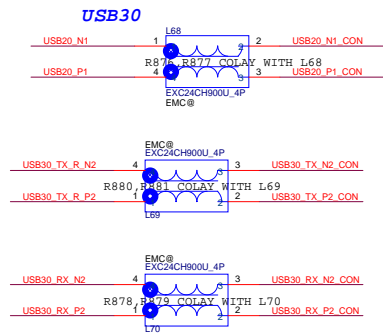 USB30
L68
USB20_N1 1 2 USB20_N1_CON
USB20_P1 4 3 USB20_P1_CON
R876,R877 COLAY WITH L68
EXC24CH900U_4P
EMC@
EMC@
EXC24CH900U_4P
USB30_TX_R_N2 4 3 USB30_TX_N2_CON
R880,R881 COLAY WITH L69
USB30_TX_R_P2 1 2 USB30_TX_P2_CON
L69
EMC@
EXC24CH900U_4P
USB30_RX_N2 4 3 USB30_RX_N2_CON
R878,R879 COLAY WITH L70
USB30_RX_P2 1 2 USB30_RX_P2_CON
L70